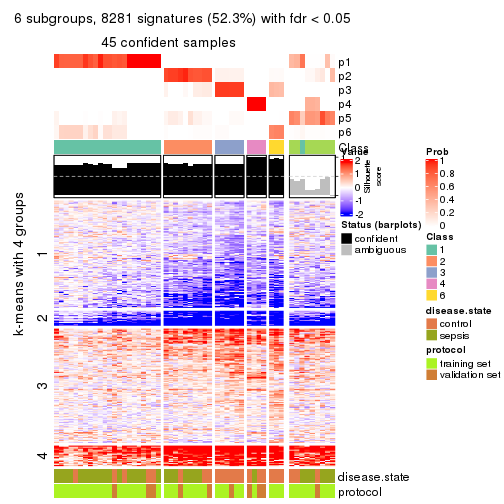 6 subgroups, 8281 signatures (52.3%) with fdr < 0.05
45 confident samples
p1
p2
p3
p4
p5
p6
Class
1
2
3
4
k-means with 4 groups
disease.state
protocol
Value
2
1
0
-1
-2
Silhouette
score
Status (barplots)
confident
ambiguous
Prob
1
0.8
0.6
0.4
0.2
0
Class
1
2
3
4
6
disease.state
control
sepsis
protocol
training set
validation set